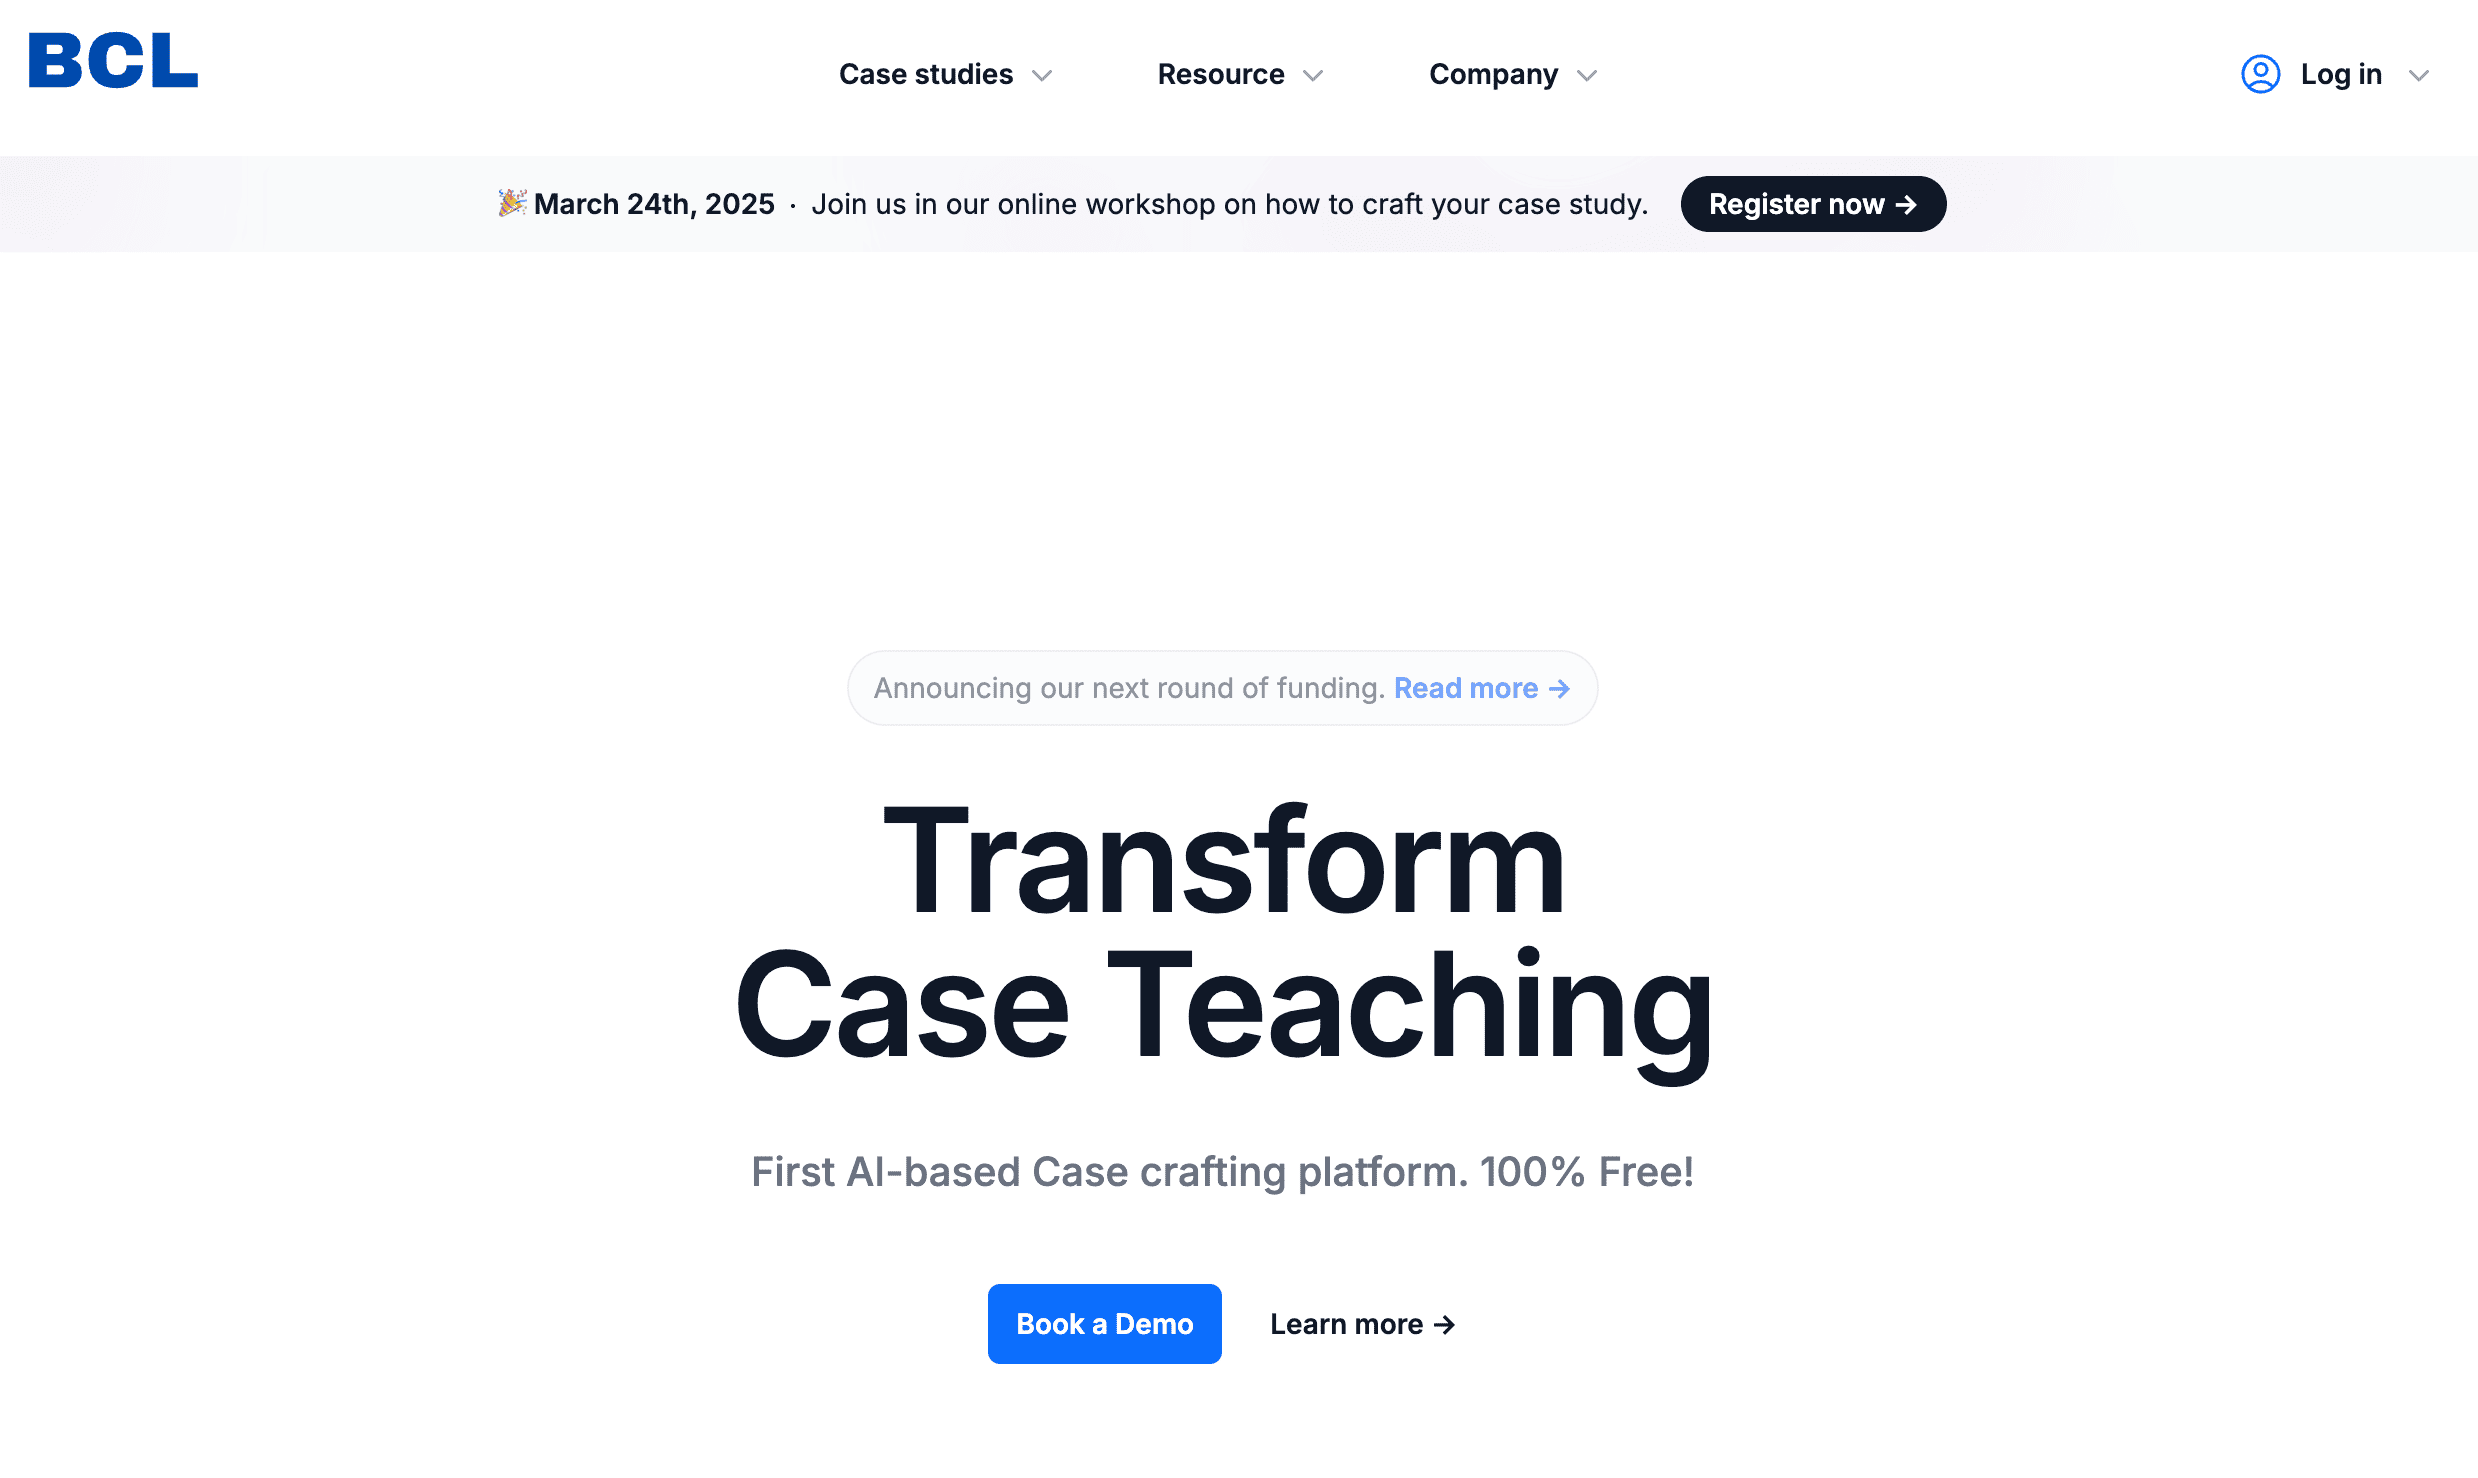 BCL
Case studies
Resource
Company
Log in
🎉 March 24th, 2025 · Join us in our online workshop on how to craft your case study.
Register now →
Announcing our next round of funding. Read more →
Transform
Case Teaching
First AI-based Case crafting platform. 100% Free!
Book a Demo
Learn more →